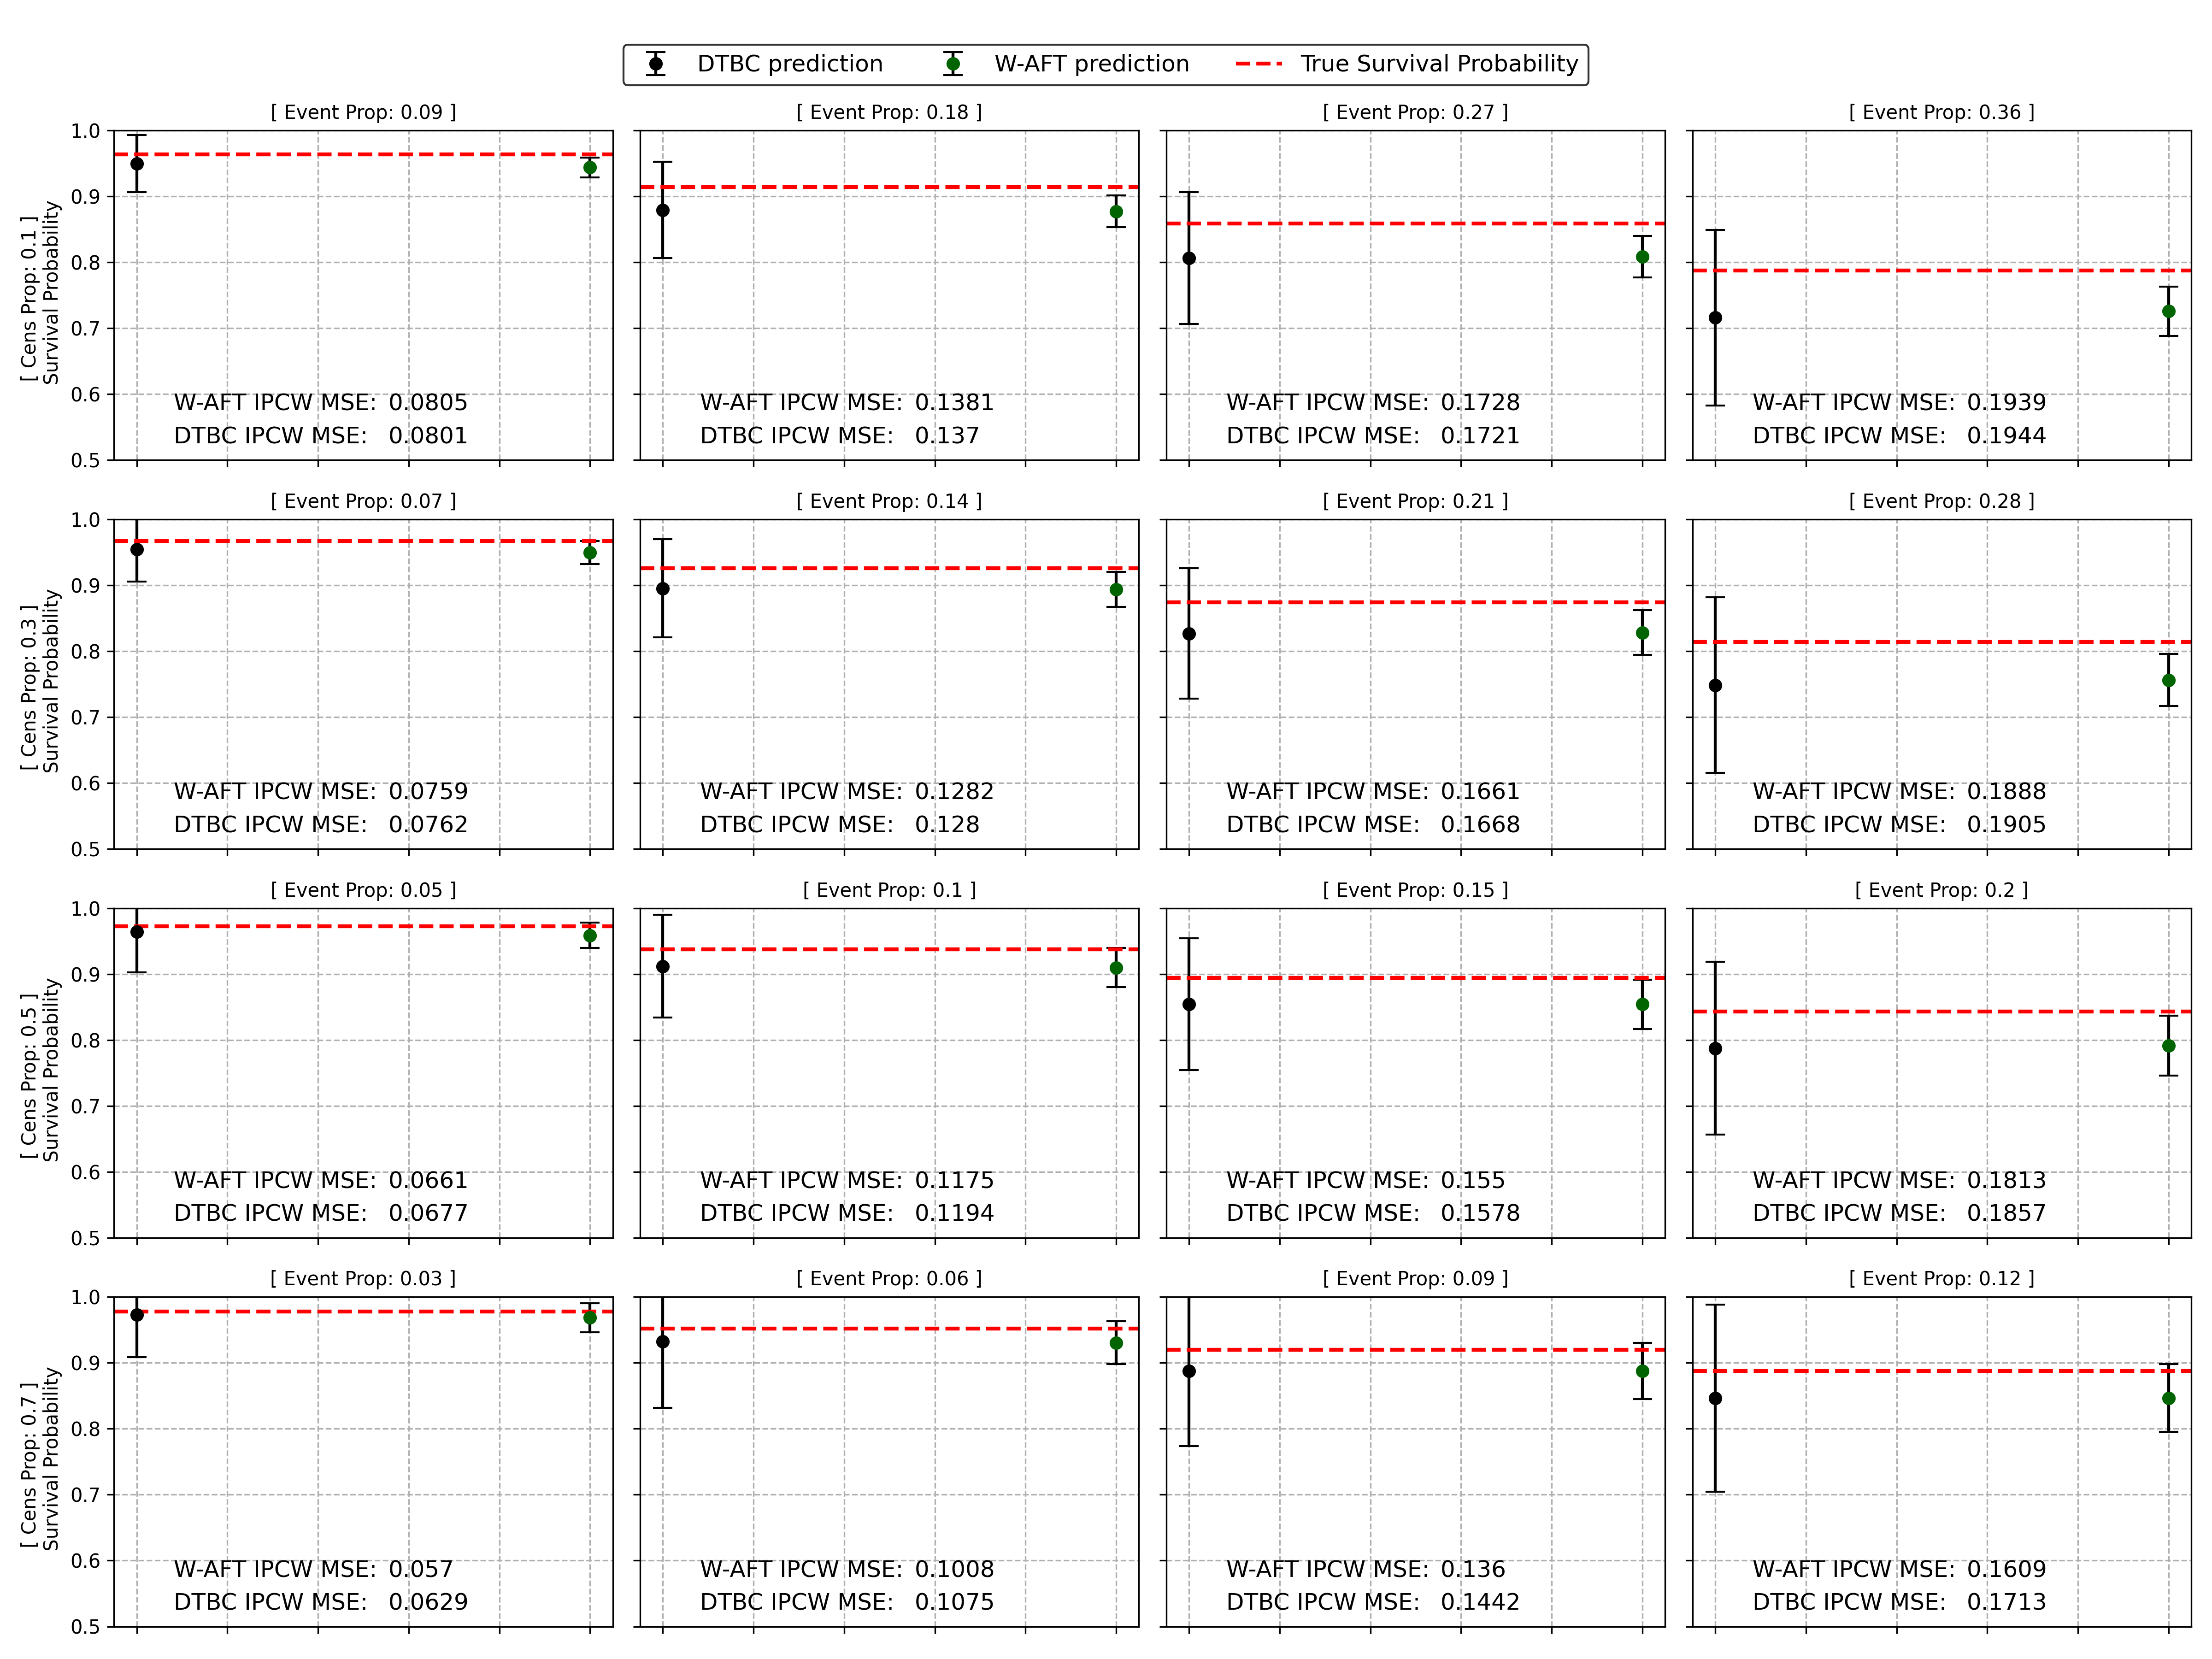 DTBC prediction W-AFT prediction True Survival Probability
[ Event Prop: 0.09 ] [ Event Prop: 0.18 ] [ Event Prop: 0.27 ] [ Event Prop: 0.36 ]
[ Cens Prop: 0.1 ]
Survival Probability
1.0
0.9
0.8
0.7
0.6
0.5
W-AFT IPCW MSE: 0.0805
DTBC IPCW MSE: 0.0801
W-AFT IPCW MSE: 0.1381
DTBC IPCW MSE: 0.137
W-AFT IPCW MSE: 0.1728
DTBC IPCW MSE: 0.1721
W-AFT IPCW MSE: 0.1939
DTBC IPCW MSE: 0.1944
[ Event Prop: 0.07 ] [ Event Prop: 0.14 ] [ Event Prop: 0.21 ] [ Event Prop: 0.28 ]
[ Cens Prop: 0.3 ]
Survival Probability
1.0
0.9
0.8
0.7
0.6
0.5
W-AFT IPCW MSE: 0.0759
DTBC IPCW MSE: 0.0762
W-AFT IPCW MSE: 0.1282
DTBC IPCW MSE: 0.128
W-AFT IPCW MSE: 0.1661
DTBC IPCW MSE: 0.1668
W-AFT IPCW MSE: 0.1888
DTBC IPCW MSE: 0.1905
[ Event Prop: 0.05 ] [ Event Prop: 0.1 ] [ Event Prop: 0.15 ] [ Event Prop: 0.2 ]
[ Cens Prop: 0.5 ]
Survival Probability
1.0
0.9
0.8
0.7
0.6
0.5
W-AFT IPCW MSE: 0.0661
DTBC IPCW MSE: 0.0677
W-AFT IPCW MSE: 0.1175
DTBC IPCW MSE: 0.1194
W-AFT IPCW MSE: 0.155
DTBC IPCW MSE: 0.1578
W-AFT IPCW MSE: 0.1813
DTBC IPCW MSE: 0.1857
[ Event Prop: 0.03 ] [ Event Prop: 0.06 ] [ Event Prop: 0.09 ] [ Event Prop: 0.12 ]
[ Cens Prop: 0.7 ]
Survival Probability
1.0
0.9
0.8
0.7
0.6
0.5
W-AFT IPCW MSE: 0.057
DTBC IPCW MSE: 0.0629
W-AFT IPCW MSE: 0.1008
DTBC IPCW MSE: 0.1075
W-AFT IPCW MSE: 0.136
DTBC IPCW MSE: 0.1442
W-AFT IPCW MSE: 0.1609
DTBC IPCW MSE: 0.1713